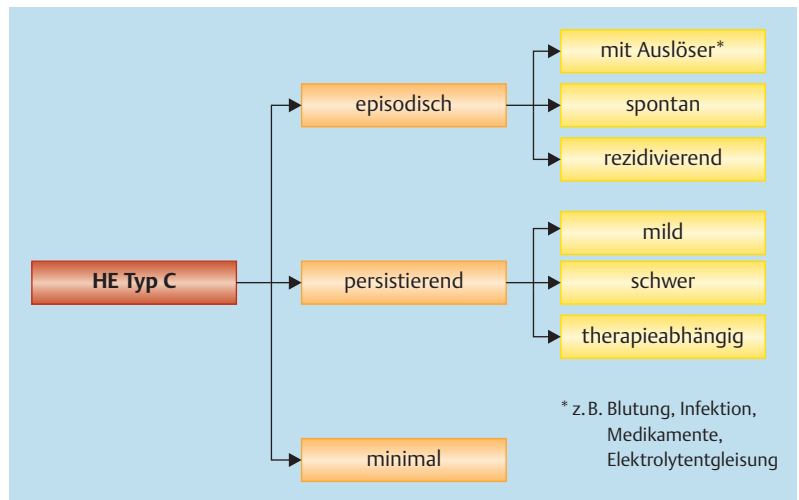 HE Typ C
episodisch
mit Auslöser*
spontan
rezidivierend
persistierend
mild
schwer
therapieabhängig
minimal
* z. B. Blutung, Infektion,
Medikamente,
Elektrolytentgleisung